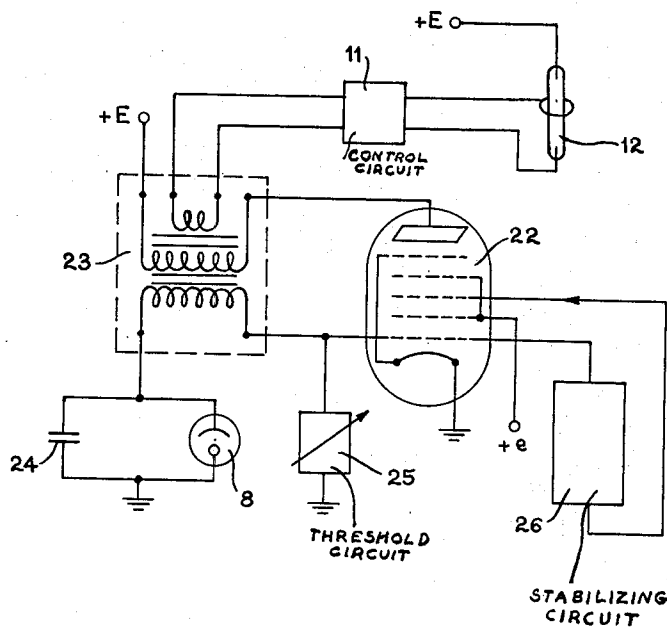 +E
11
+E
CONTROL
CIRCUIT
12
23
22
24
8
25
+e
26
THRESHOLD
CIRCUIT
STABILIZING
CIRCUIT